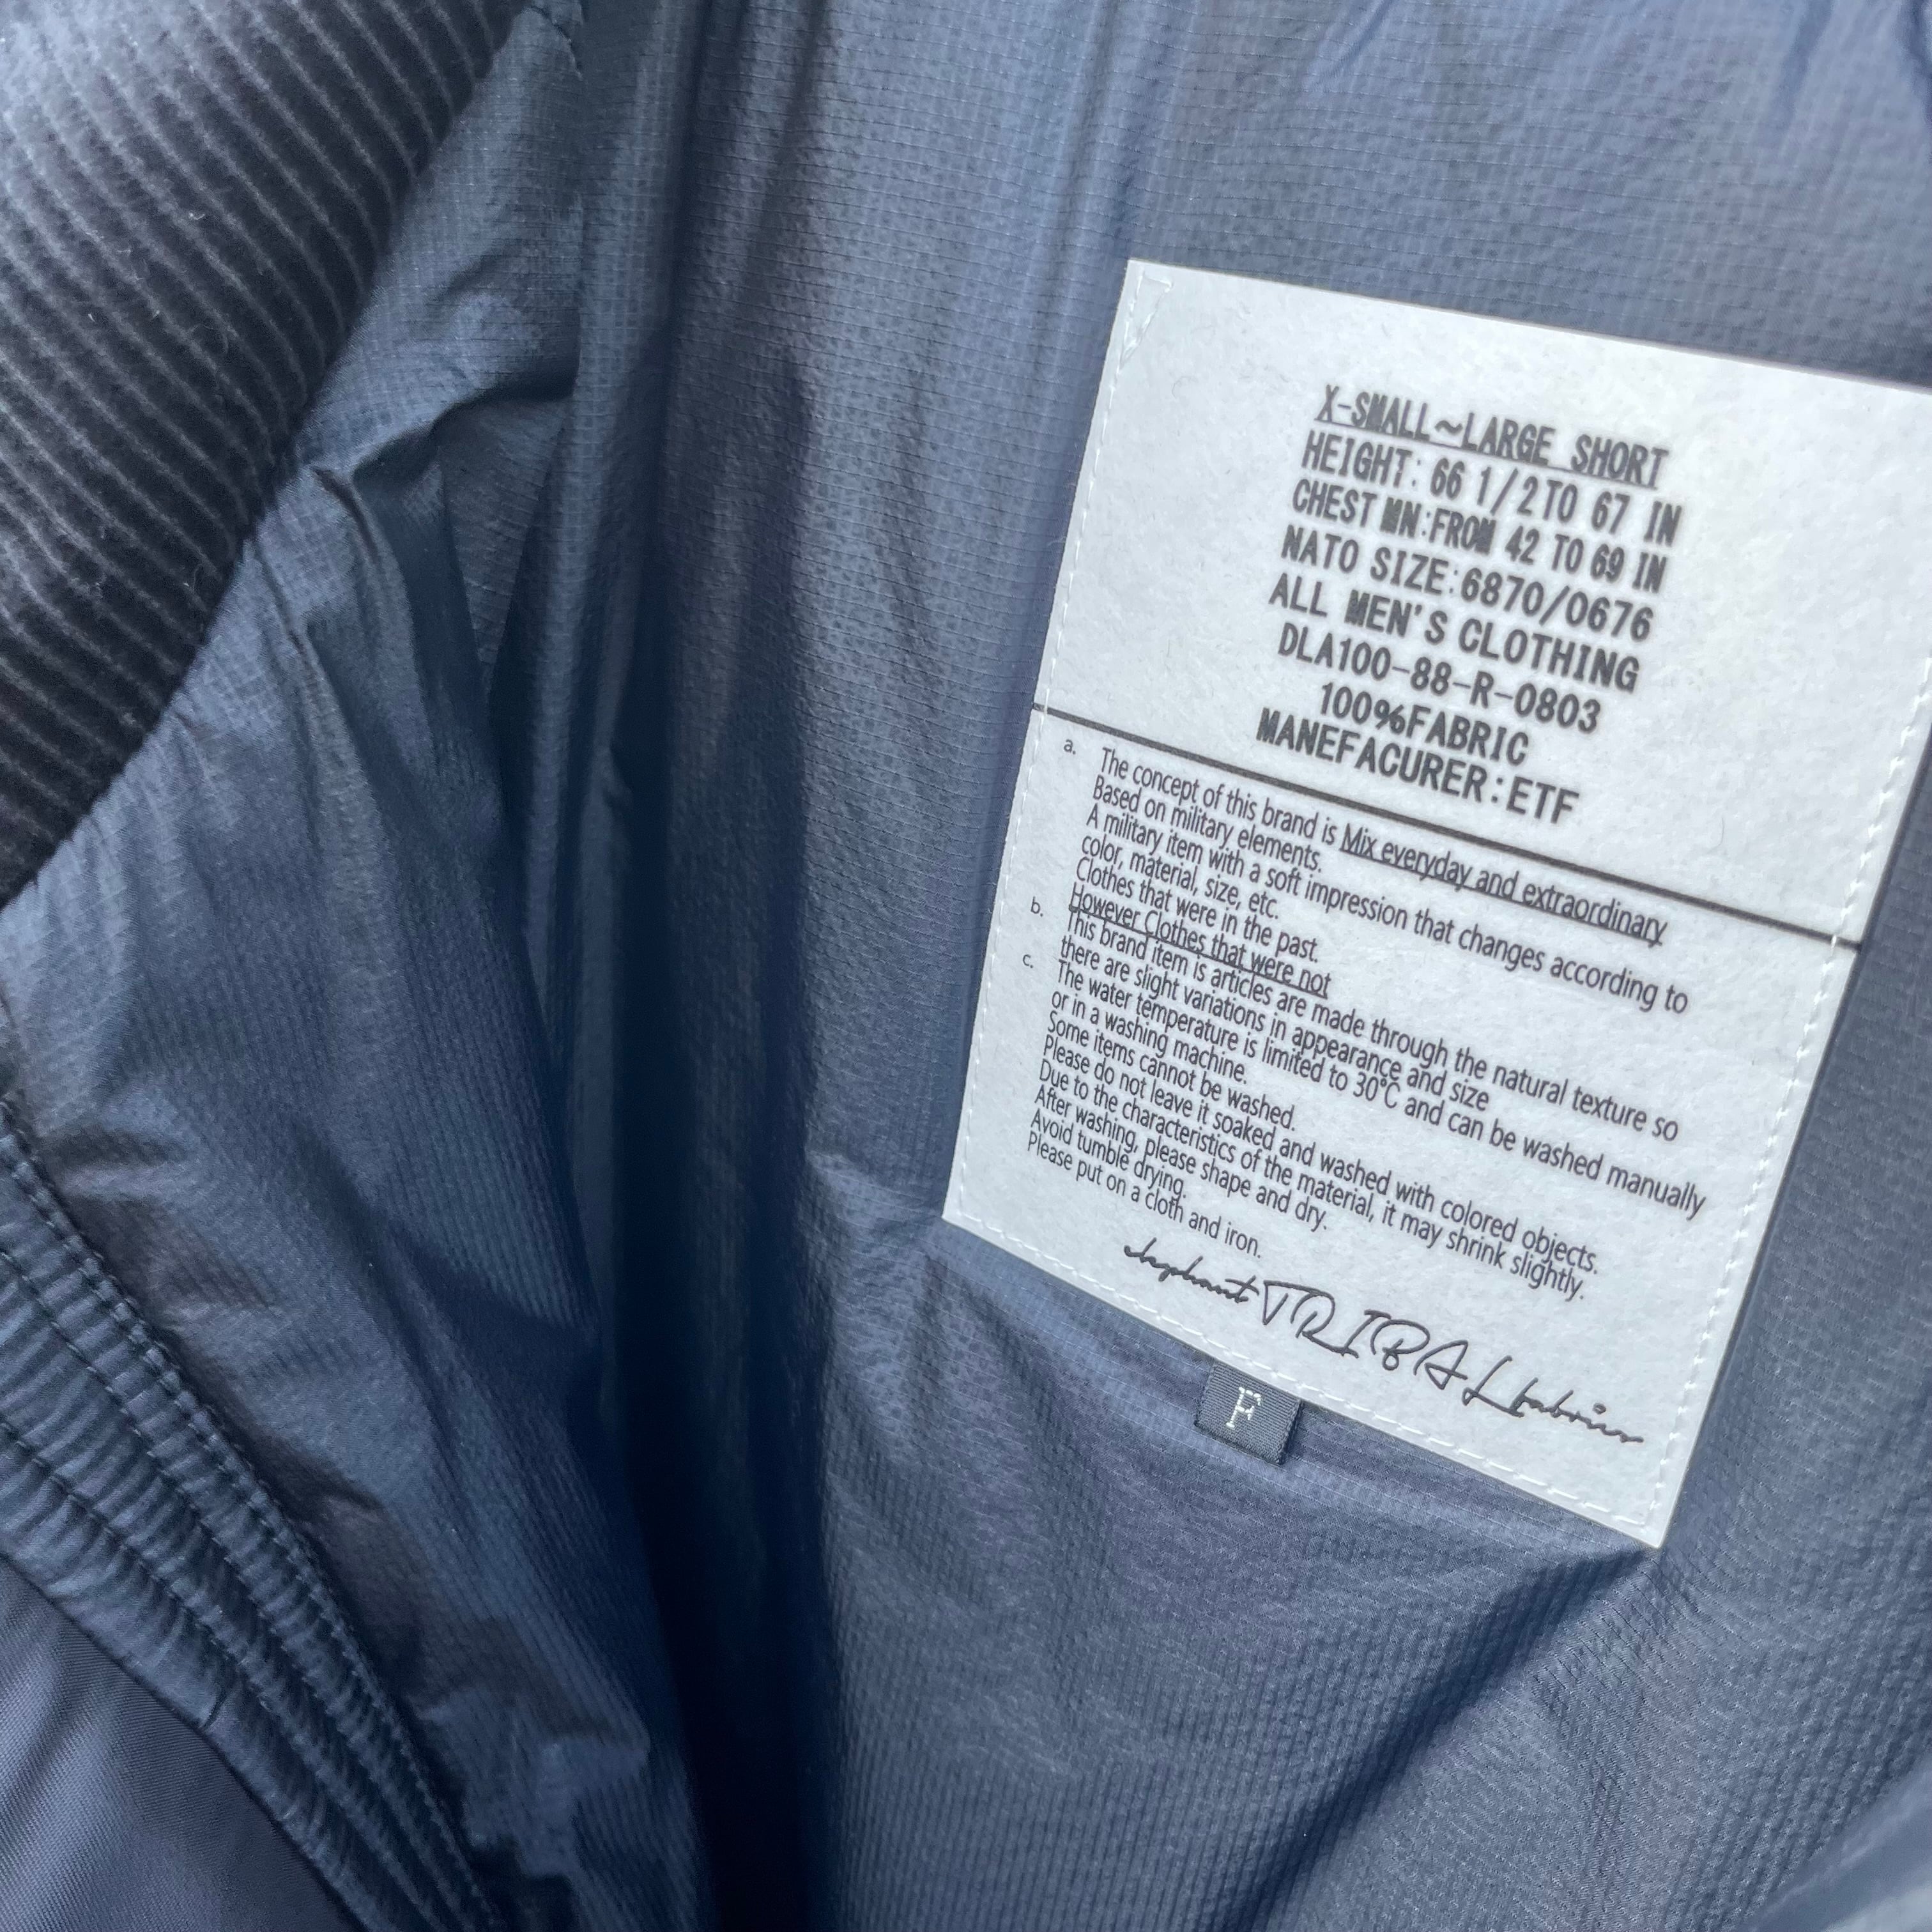 X-SMALL~LARGE SHORT
HEIGHT: 66 1/2 TO 67 IN
CHEST MN:FROM 42 TO 69 IN
NATO SIZE:6870/0676
ALL MEN'S CLOTHING
DLA100-88-R-0803
100%FABRIC
MANEFACURER:ETF
a. The concept of this brand is Mix everyday and extraordinary
Based on military elements.
A military item with a soft impression that changes according to
color, material, size, etc.
Clothes that were in the past.
However Clothes that were not
b. This brand item is articles are made through the natural texture so
there are slight variations in appearance and size
c. The water temperature is limited to 30°C and can be washed manually
or in a washing machine.
Some items cannot be washed.
Please do not leave it soaked and washed with colored objects.
Due to the characteristics of the material, it may shrink slightly.
After washing, please shape and dry.
Avoid tumble drying.
Please put on a cloth and iron.
elephant TRIBAL fabrics
F